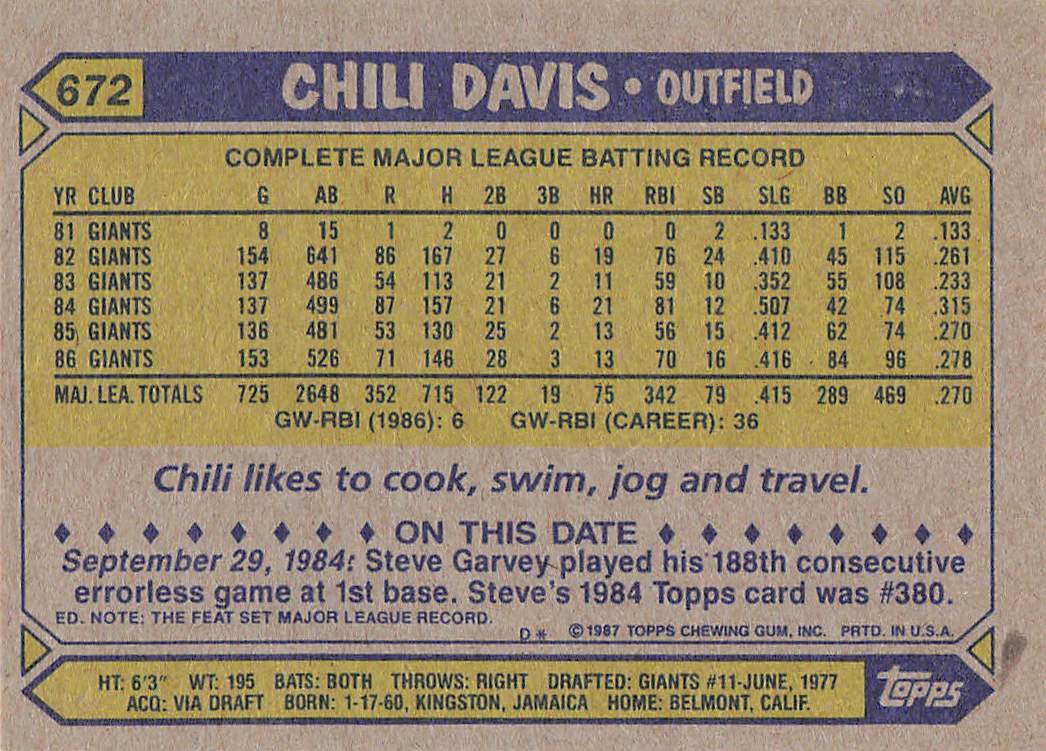 672 CHILI DAVIS • OUTFIELD
COMPLETE MAJOR LEAGUE BATTING RECORD
YR CLUB G AB R H 2B 3B HR RBI SB SLG BB SO AVG
81 GIANTS 8 15 1 2 0 0 0 0 2 .133 1 2 .133
82 GIANTS 154 641 86 167 27 6 19 76 24 .410 45 115 .261
83 GIANTS 137 486 54 113 21 2 11 59 10 .352 55 108 .233
84 GIANTS 137 499 87 157 21 6 21 81 12 .507 42 74 .315
85 GIANTS 136 481 53 130 25 2 13 56 15 .412 62 74 .270
86 GIANTS 153 526 71 146 28 3 13 70 16 .416 84 96 .278
MAJ. LEA. TOTALS 725 2648 352 715 122 19 75 342 79 .415 289 469 .270
GW-RBI (1986): 6 GW-RBI (CAREER): 36
Chili likes to cook, swim, jog and travel.
♦ ♦ ♦ ♦ ♦ ♦ ♦ ♦ ON THIS DATE ♦ ♦ ♦ ♦ ♦ ♦ ♦ ♦
September 29, 1984: Steve Garvey played his 188th consecutive
errorless game at 1st base. Steve's 1984 Topps card was #380.
ED. NOTE: THE FEAT SET MAJOR LEAGUE RECORD.
D* ©1987 TOPPS CHEWING GUM, INC. PRTD. IN U.S.A.
HT: 6'3" WT: 195 BATS: BOTH THROWS: RIGHT DRAFTED: GIANTS #11-JUNE, 1977
ACQ: VIA DRAFT BORN: 1-17-60, KINGSTON, JAMAICA HOME: BELMONT, CALIF.
topps